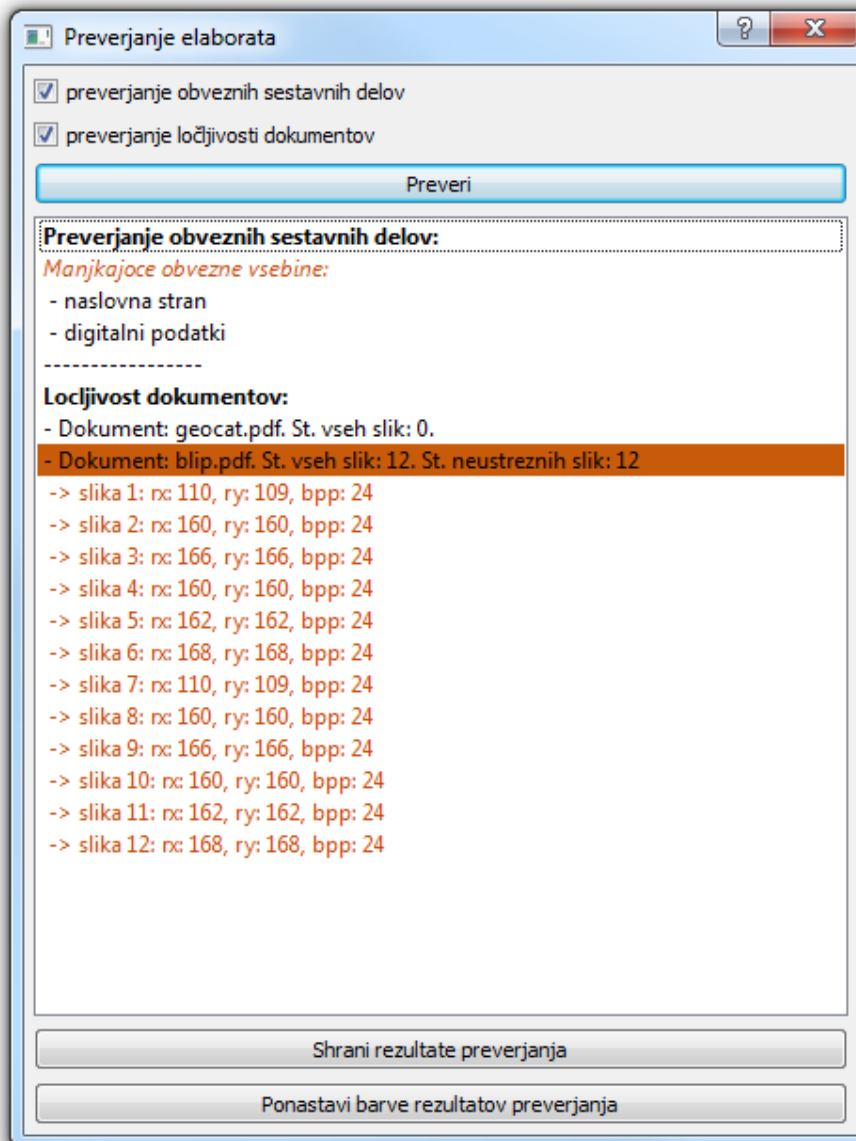 Preverjanje elaborata
preverjanje obveznih sestavnih delov
preverjanje ločljivosti dokumentov
Preveri
Preverjanje obveznih sestavnih delov:
Manjkajoce obvezne vsebine:
- naslovna stran
- digitalni podatki
-----------------
Locljivost dokumentov:
- Dokument: geocat.pdf. St. vseh slik: 0.
- Dokument: blip.pdf. St. vseh slik: 12. St. neustreznih slik: 12
-> slika 1: rx: 110, ry: 109, bpp: 24
-> slika 2: rx: 160, ry: 160, bpp: 24
-> slika 3: rx: 166, ry: 166, bpp: 24
-> slika 4: rx: 160, ry: 160, bpp: 24
-> slika 5: rx: 162, ry: 162, bpp: 24
-> slika 6: rx: 168, ry: 168, bpp: 24
-> slika 7: rx: 110, ry: 109, bpp: 24
-> slika 8: rx: 160, ry: 160, bpp: 24
-> slika 9: rx: 166, ry: 166, bpp: 24
-> slika 10: rx: 160, ry: 160, bpp: 24
-> slika 11: rx: 162, ry: 162, bpp: 24
-> slika 12: rx: 168, ry: 168, bpp: 24
Shrani rezultate preverjanja
Ponastavi barve rezultatov preverjanja